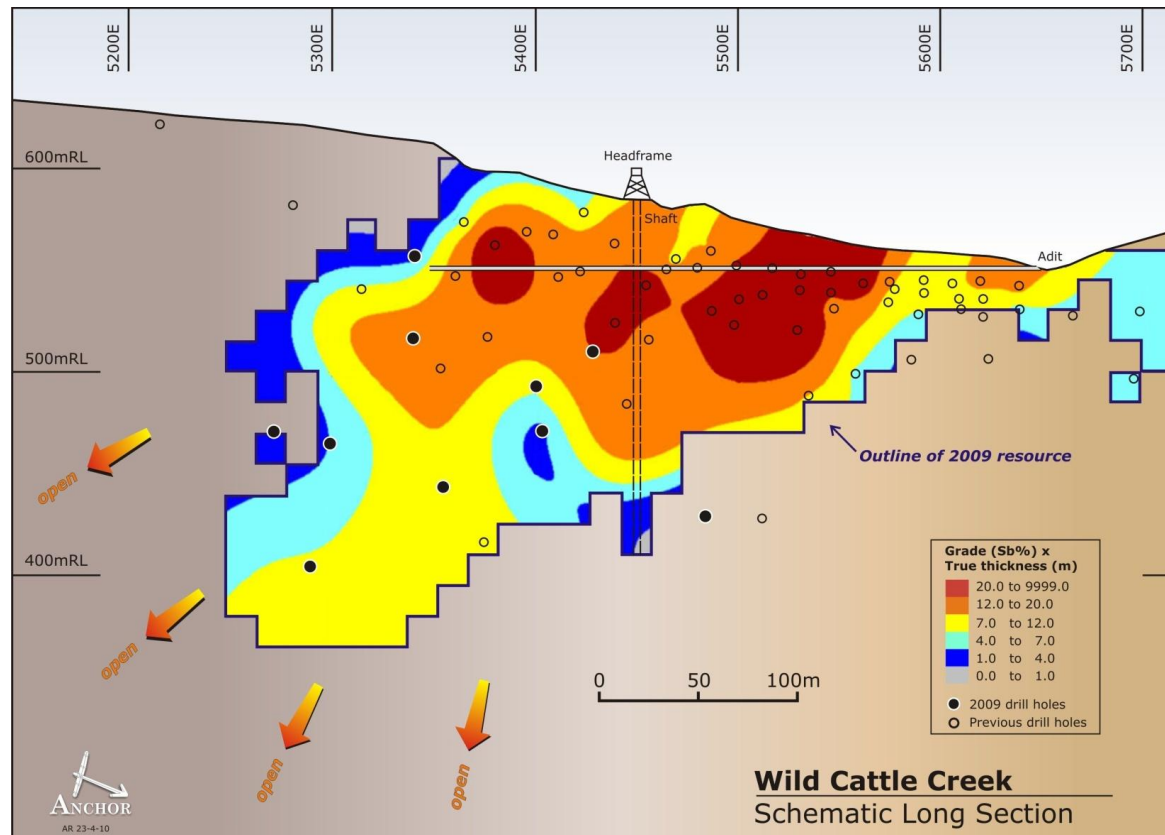 5200E
5300E
5400E
5500E
5600E
5700E
600mRL
Headframe
Shaft
Adit
500mRL
Outline of 2009 resource
open
400mRL
Grade (Sb%) x
True thickness (m)
20.0 to 9999.0
12.0 to 20.0
7.0 to 12.0
4.0 to 7.0
1.0 to 4.0
0.0 to 1.0
2009 drill holes
Previous drill holes
open
0 50 100m
open
open
ANCHOR
AR 23-4-10
Wild Cattle Creek
Schematic Long Section